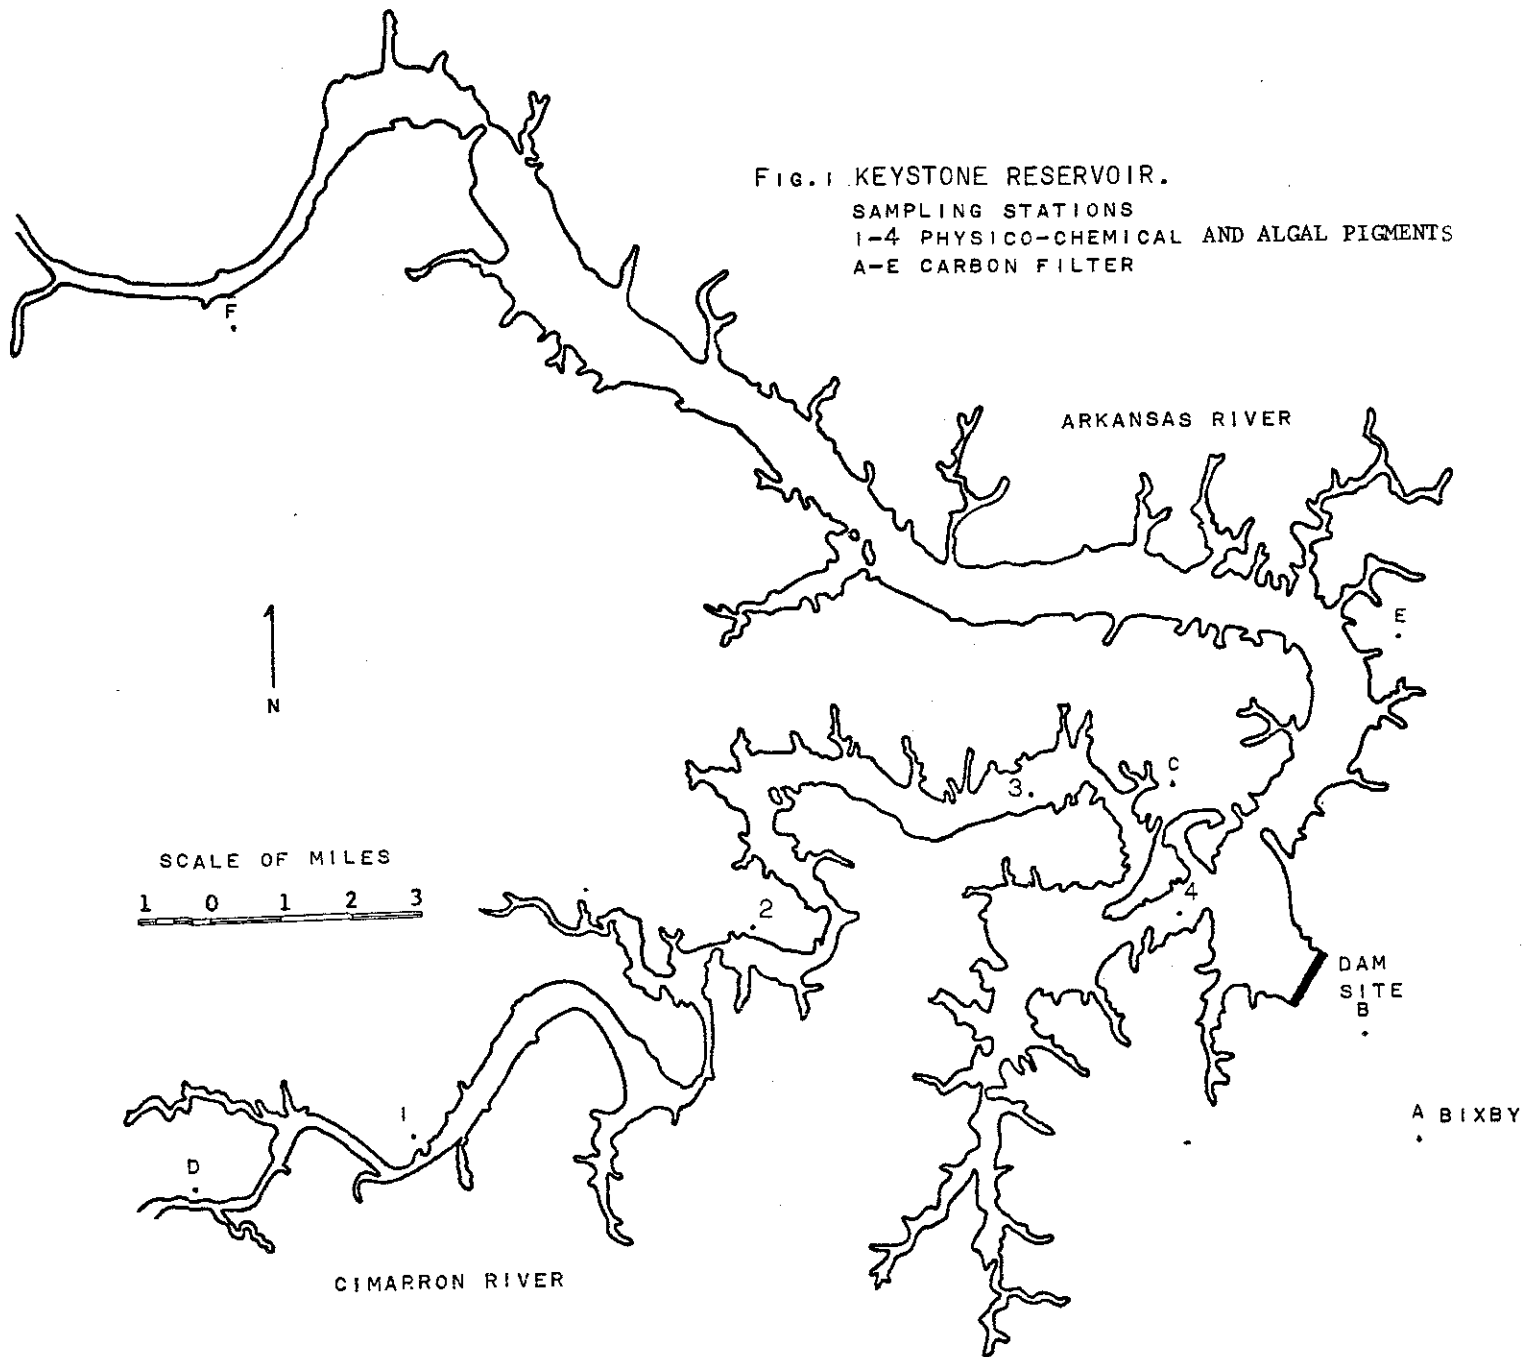 FIG. 1 KEYSTONE RESERVOIR.
SAMPLING STATIONS
1-4 PHYSICO-CHEMICAL AND ALGAL PIGMENTS
A-E CARBON FILTER
F
ARKANSAS RIVER
E
N
C
3
SCALE OF MILES
1 0 1 2 3
2
4
DAM
SITE
B
1
A BIXBY
D
CIMARRON RIVER